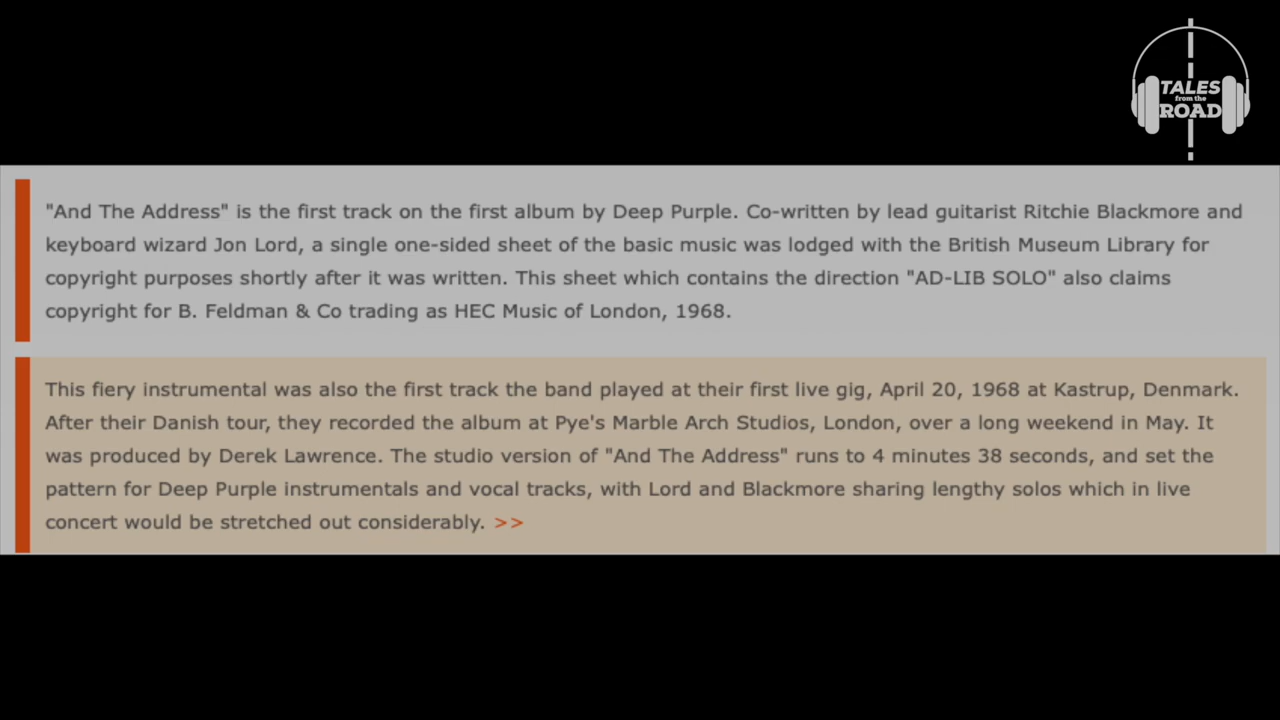 TALES
from the
ROAD
"And The Address" is the first track on the first album by Deep Purple. Co-written by lead guitarist Ritchie Blackmore and
keyboard wizard Jon Lord, a single one-sided sheet of the basic music was lodged with the British Museum Library for
copyright purposes shortly after it was written. This sheet which contains the direction "AD-LIB SOLO" also claims
copyright for B. Feldman & Co trading as HEC Music of London, 1968.
This fiery instrumental was also the first track the band played at their first live gig, April 20, 1968 at Kastrup, Denmark.
After their Danish tour, they recorded the album at Pye's Marble Arch Studios, London, over a long weekend in May. It
was produced by Derek Lawrence. The studio version of "And The Address" runs to 4 minutes 38 seconds, and set the
pattern for Deep Purple instrumentals and vocal tracks, with Lord and Blackmore sharing lengthy solos which in live
concert would be stretched out considerably. >>